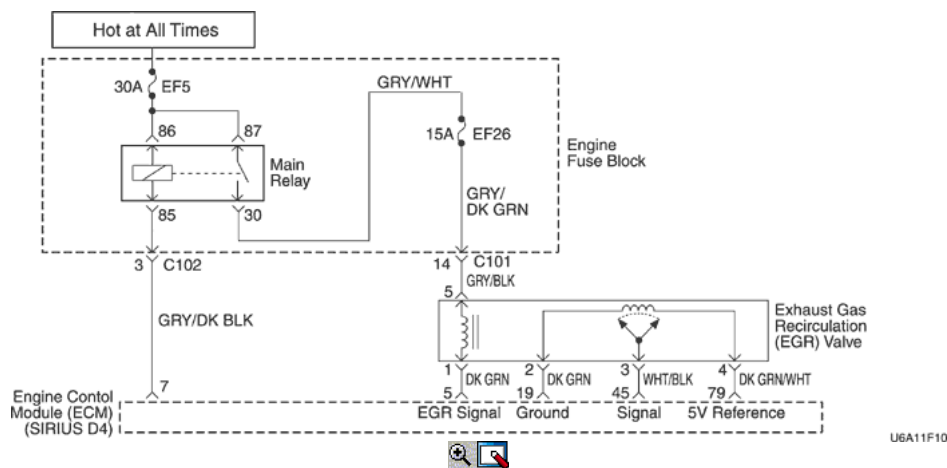 Hot at All Times
30A EF5
GRY/WHT
86 87
15A EF26
Engine
Fuse Block
Main
Relay
GRY/
DK GRN
85 30
3 C102
14 C101
GRY/BLK
5
GRY/DK BLK
Exhaust Gas
Recirculation
(EGR) Valve
1 DK GRN 2 DK GRN 3 WHT/BLK 4 DK GRN/WHT
7
5 19 45 79
Engine Contol
Module (ECM)
(SIRIUS D4)
EGR Signal Ground Signal 5V Reference
U6A11F10